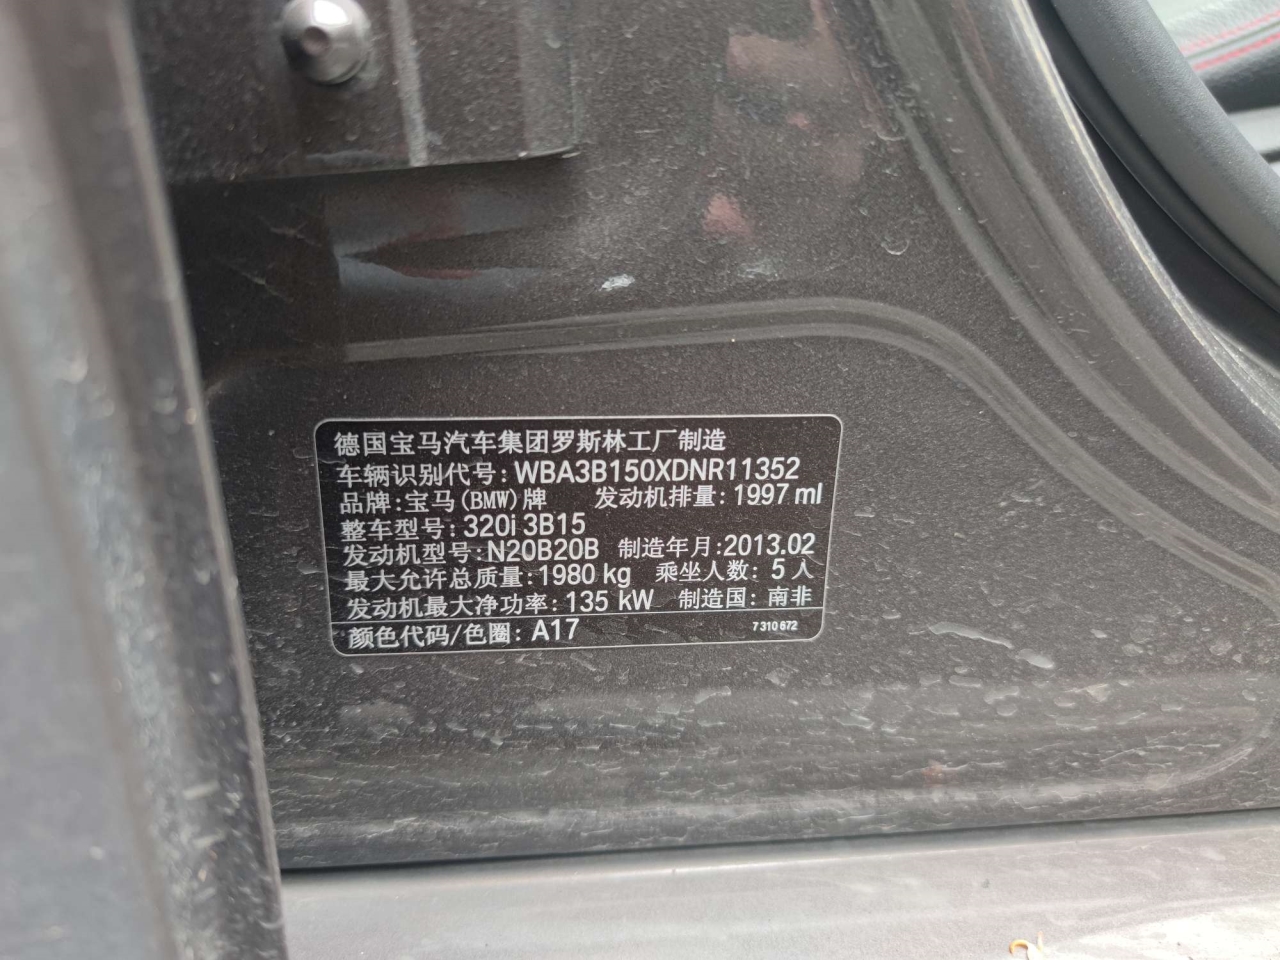 德国宝马汽车集团罗斯林工厂制造
车辆识别代号: WBA3B150XDNR11352
品牌: 宝马(BMW)牌 发动机排量: 1997 ml
整车型号: 320i 3B15
发动机型号: N20B20B 制造年月: 2013.02
最大允许总质量: 1980 kg 乘坐人数: 5 人
发动机最大净功率: 135 kW 制造国: 南非
颜色代码/色圈: A17 7 310 672